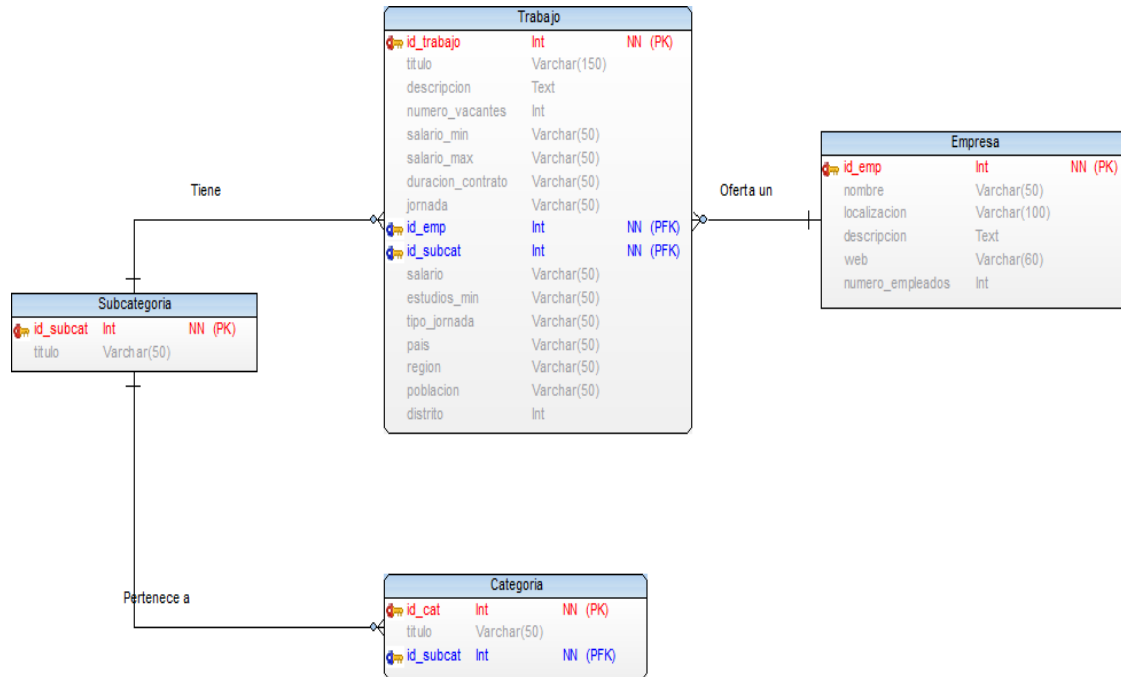 Trabajo
id_trabajo Int NN (PK)
titulo Varchar(150)
descripcion Text
numero_vacantes Int
salario_min Varchar(50)
salario_max Varchar(50)
duracion_contrato Varchar(50)
jornada Varchar(50)
id_emp Int NN (PFK)
id_subcat Int NN (PFK)
salario Varchar(50)
estudios_min Varchar(50)
tipo_jornada Varchar(50)
pais Varchar(50)
region Varchar(50)
poblacion Varchar(50)
distrito Int
Tiene
Oferta un
Empresa
id_emp Int NN (PK)
nombre Varchar(50)
localizacion Varchar(100)
descripcion Text
web Varchar(60)
numero_empleados Int
Subcategoria
id_subcat Int NN (PK)
titulo Varchar(50)
Pertenece a
Categoria
id_cat Int NN (PK)
titulo Varchar(50)
id_subcat Int NN (PFK)